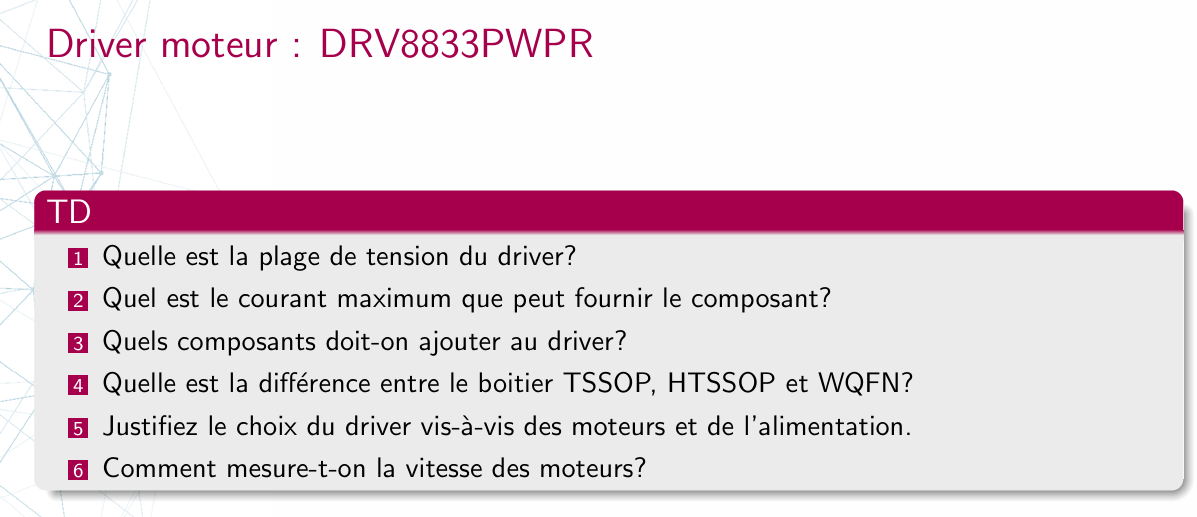 Driver moteur : DRV8833PWPR
TD
1 Quelle est la plage de tension du driver?
2 Quel est le courant maximum que peut fournir le composant?
3 Quels composants doit-on ajouter au driver?
4 Quelle est la différence entre le boitier TSSOP, HTSSOP et WQFN?
5 Justifiez le choix du driver vis-à-vis des moteurs et de l'alimentation.
6 Comment mesure-t-on la vitesse des moteurs?